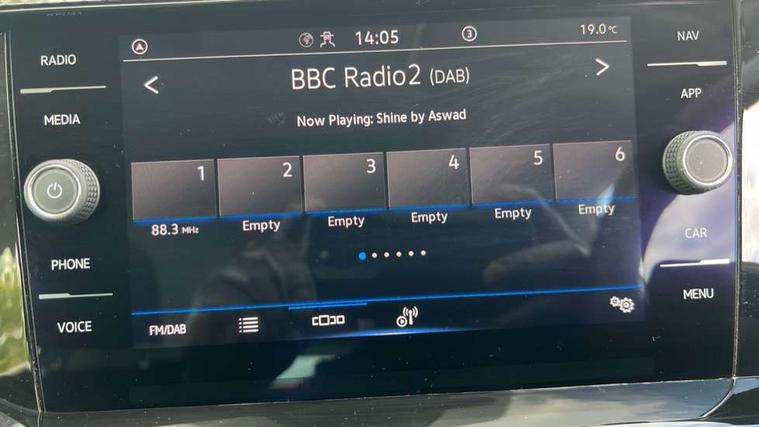 RADIO
MEDIA
PHONE
VOICE
14:05
3
19.0°C
BBC Radio2 (DAB)
Now Playing: Shine by Aswad
1
2
3
4
5
6
88.3 MHz
Empty
Empty
Empty
Empty
Empty
FM/DAB
NAV
APP
CAR
MENU